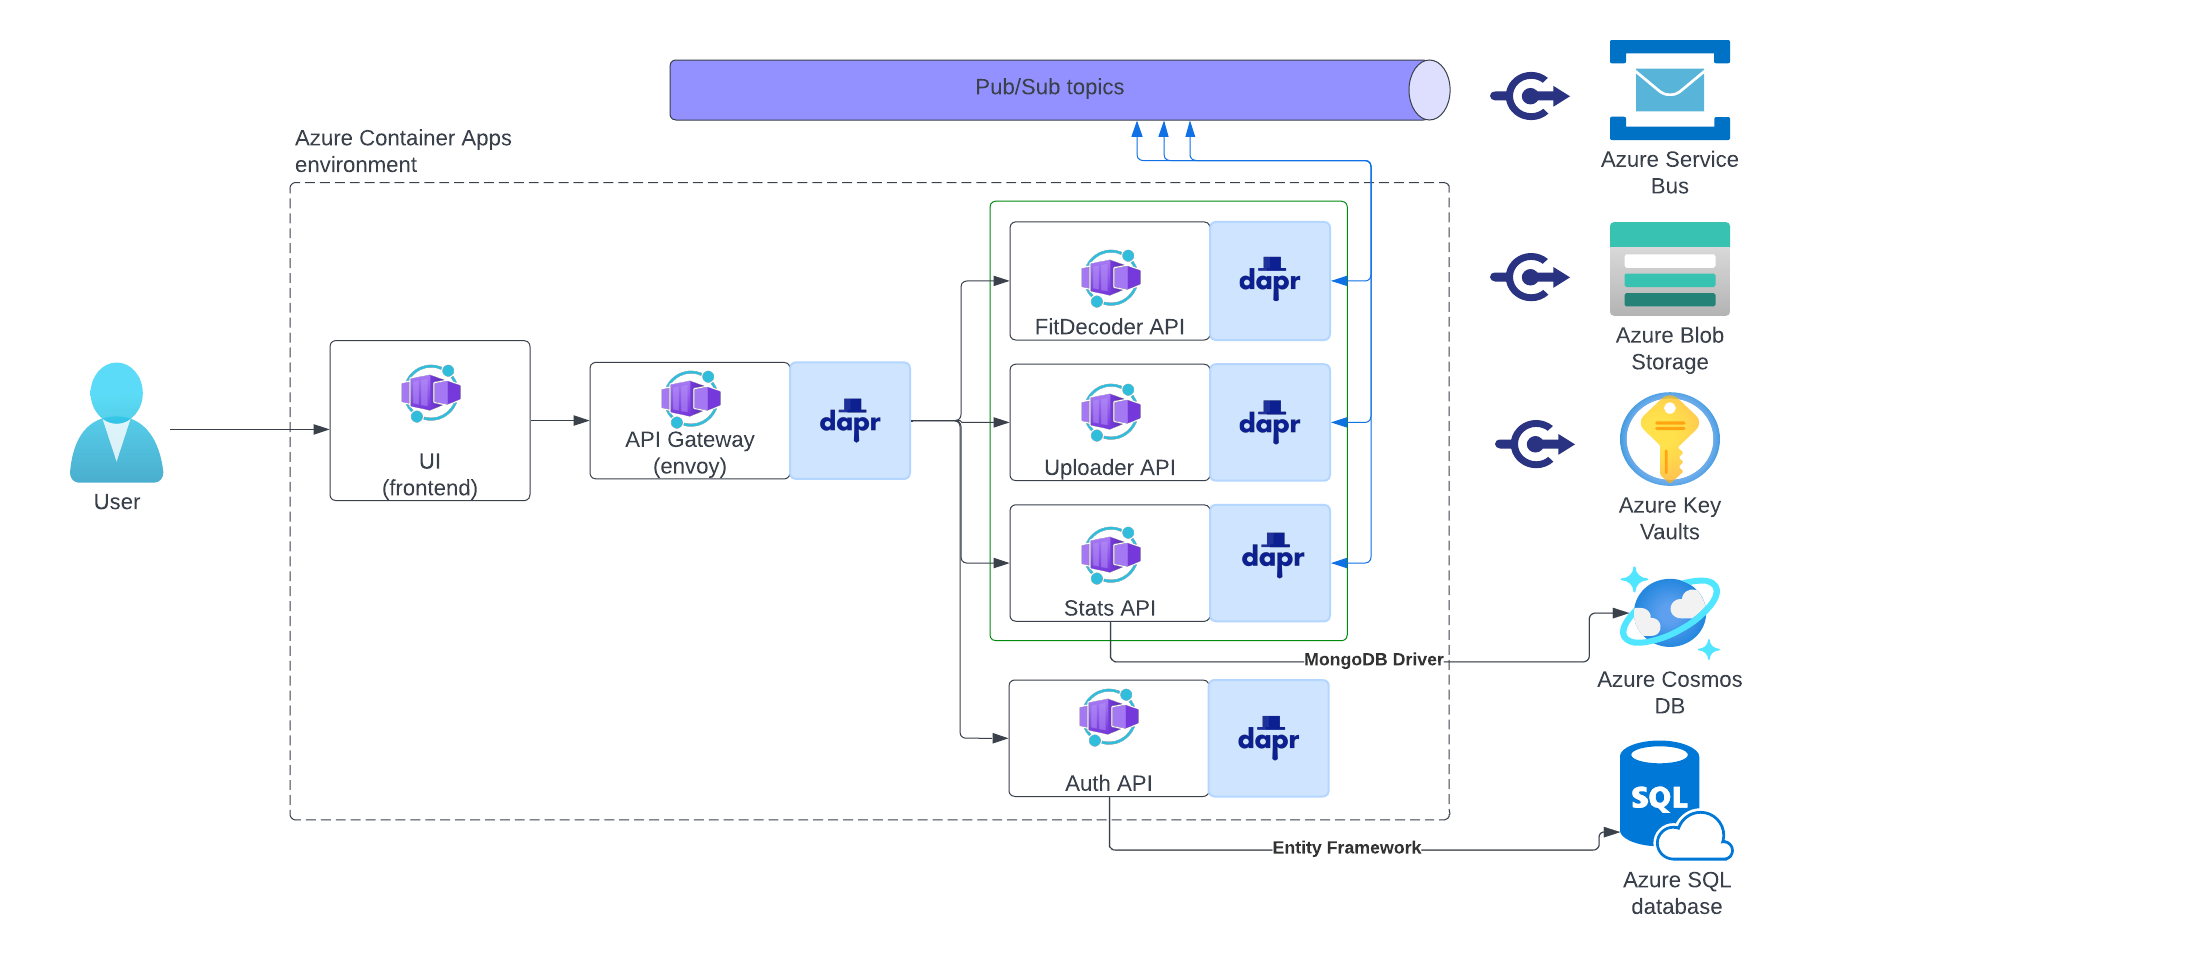 Pub/Sub topics
Azure Container Apps
environment
Azure Service
Bus
dapr
FitDecoder API
Azure Blob
Storage
UI
(frontend)
API Gateway
(envoy)
dapr
dapr
Uploader API
User
Azure Key
Vaults
dapr
Stats API
MongoDB Driver
Azure Cosmos
DB
dapr
Auth API
Entity Framework
SQL
Azure SQL
database